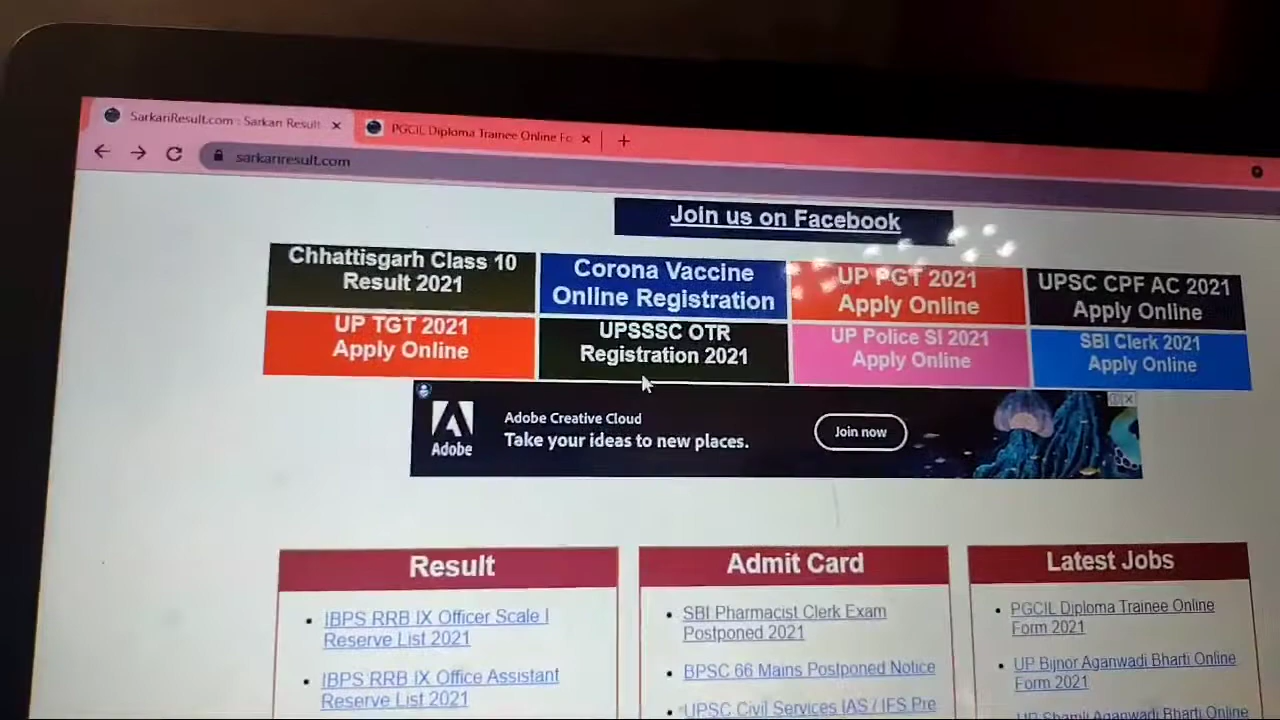 SarkariResult.com : Sarkari Result
PGCIL Diploma Trainee Online Fo
sarkariresult.com
Join us on Facebook
Chhattisgarh Class 10
Result 2021
Corona Vaccine
Online Registration
UP PGT 2021
Apply Online
UPSC CPF AC 2021
Apply Online
UP TGT 2021
Apply Online
UPSSSC OTR
Registration 2021
UP Police SI 2021
Apply Online
SBI Clerk 2021
Apply Online
Adobe
Adobe Creative Cloud
Take your ideas to new places.
Join now
Result
IBPS RRB IX Officer Scale I
Reserve List 2021
IBPS RRB IX Office Assistant
Reserve List 2021
Admit Card
SBI Pharmacist Clerk Exam
Postponed 2021
BPSC 66 Mains Postponed Notice
UPSC Civil Services IAS / IFS Pre
Latest Jobs
PGCIL Diploma Trainee Online
Form 2021
UP Bijnor Aganwadi Bharti Online
Form 2021
UP Shamli Aganwadi Bharti Online